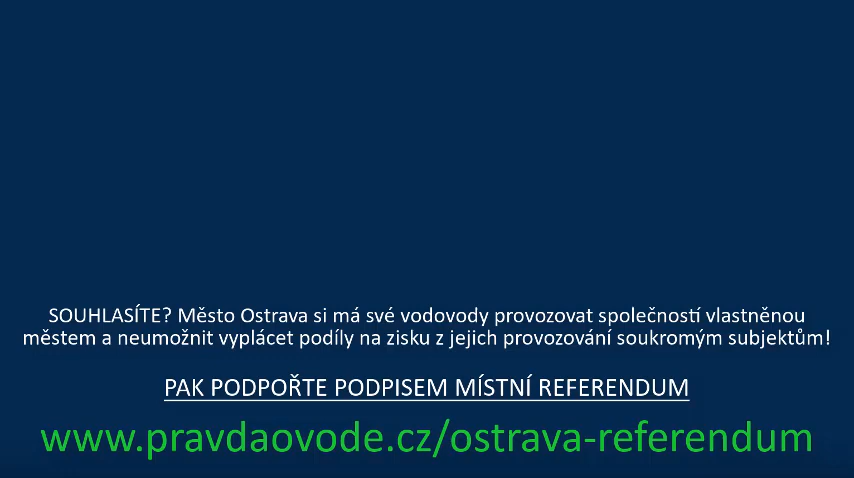 SOUHLASÍTE? Město Ostrava si má své vodovody provozovat společností vlastněnou
městem a neumožnit vyplácet podíly na zisku z jejich provozování soukromým subjektům!
PAK PODPOŘTE PODPISEM MÍSTNÍ REFERENDUM
www.pravdaovode.cz/ostrava-referendum